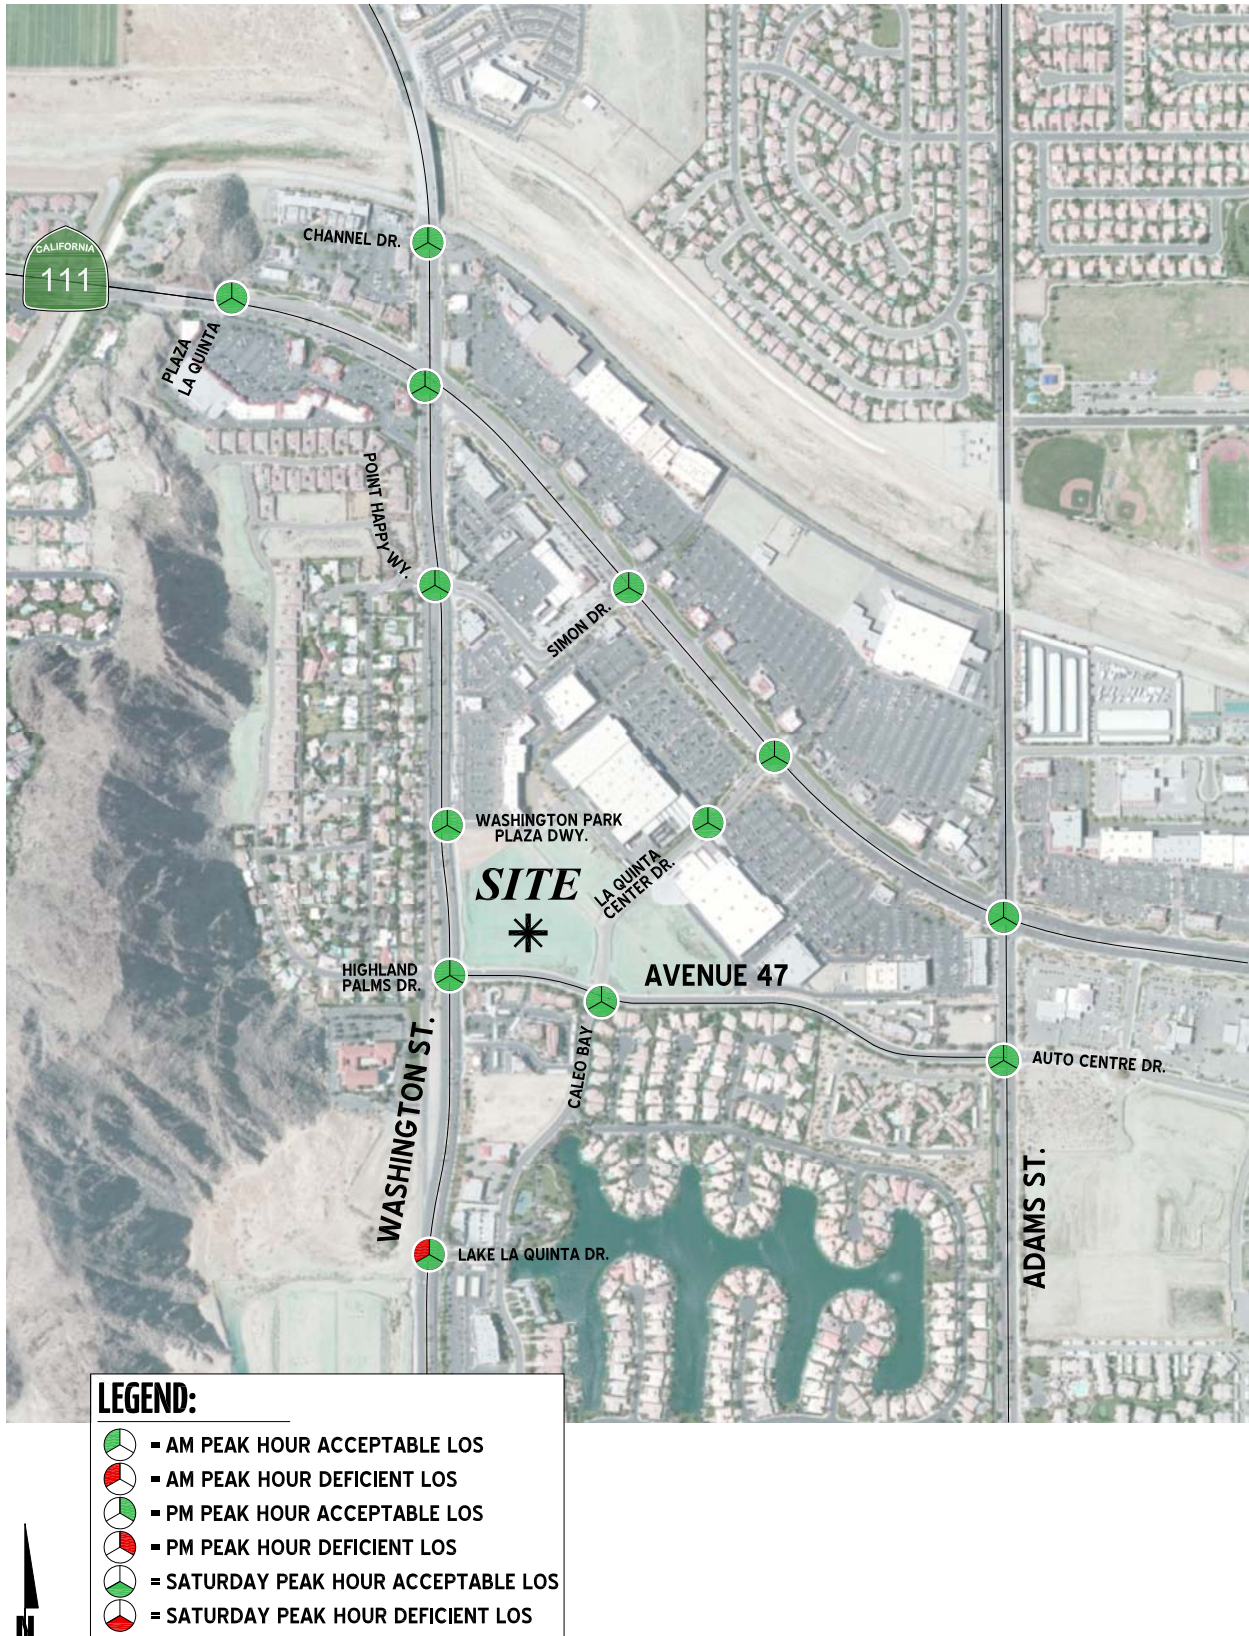 CHANNEL DR.
CALIFORNIA
111
PLAZA
LA QUINTA
POINT HAPPY WY.
SIMON DR.
WASHINGTON PARK
PLAZA DWY.
LA QUINTA
CENTER DR.
SITE
HIGHLAND
PALMS DR.
AVENUE 47
WASHINGTON ST.
CALEO BAY
AUTO CENTRE DR.
ADAMS ST.
LAKE LA QUINTA DR.
LEGEND:
= AM PEAK HOUR ACCEPTABLE LOS
= AM PEAK HOUR DEFICIENT LOS
= PM PEAK HOUR ACCEPTABLE LOS
= PM PEAK HOUR DEFICIENT LOS
= SATURDAY PEAK HOUR ACCEPTABLE LOS
= SATURDAY PEAK HOUR DEFICIENT LOS
N